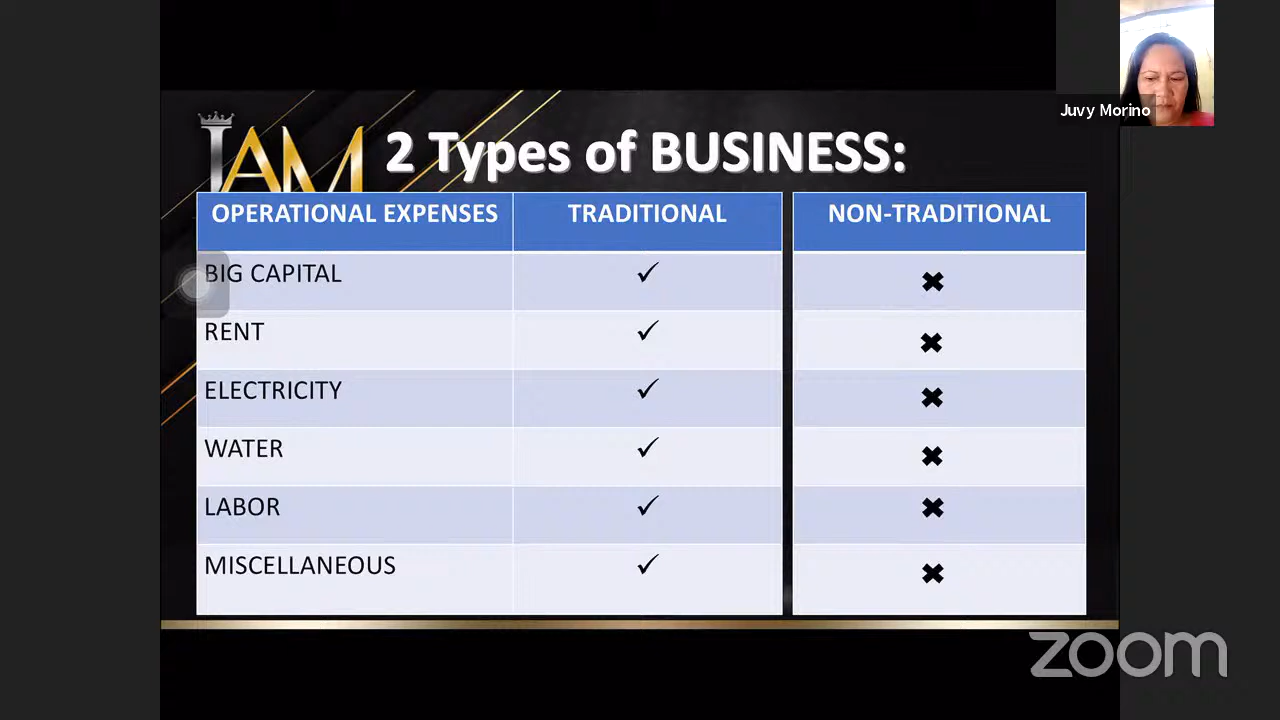 Juvy Morino
JAM
2 Types of BUSINESS:
OPERATIONAL EXPENSES TRADITIONAL NON-TRADITIONAL
BIG CAPITAL ✓ ✖
RENT ✓ ✖
ELECTRICITY ✓ ✖
WATER ✓ ✖
LABOR ✓ ✖
MISCELLANEOUS ✓ ✖
zoom